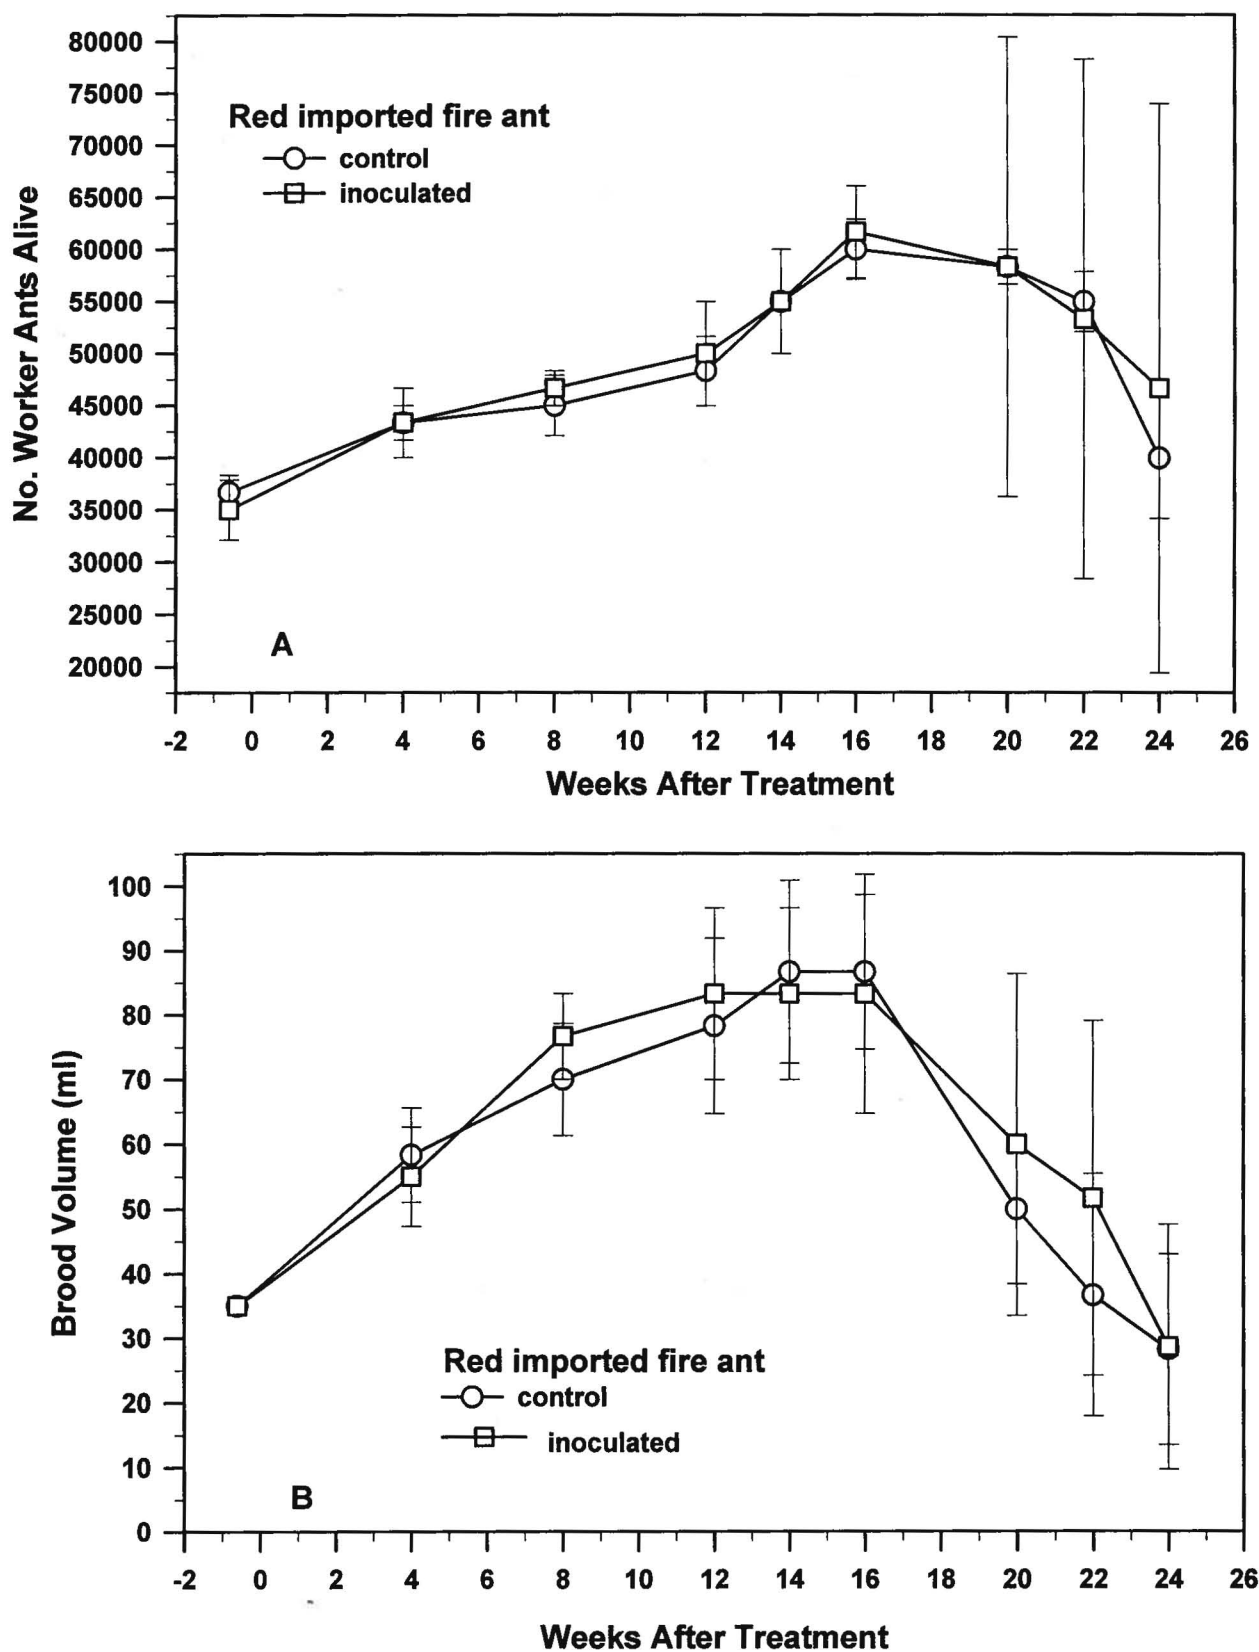 80000
75000
70000
65000
60000
55000
50000
45000
40000
35000
30000
25000
20000
No. Worker Ants Alive
Red imported fire ant
control
inoculated
A
-2 0 2 4 6 8 10 12 14 16 18 20 22 24 26
Weeks After Treatment
100
90
80
70
60
50
40
30
20
10
0
Brood Volume (ml)
Red imported fire ant
control
inoculated
B
-2 0 2 4 6 8 10 12 14 16 18 20 22 24 26
Weeks After Treatment